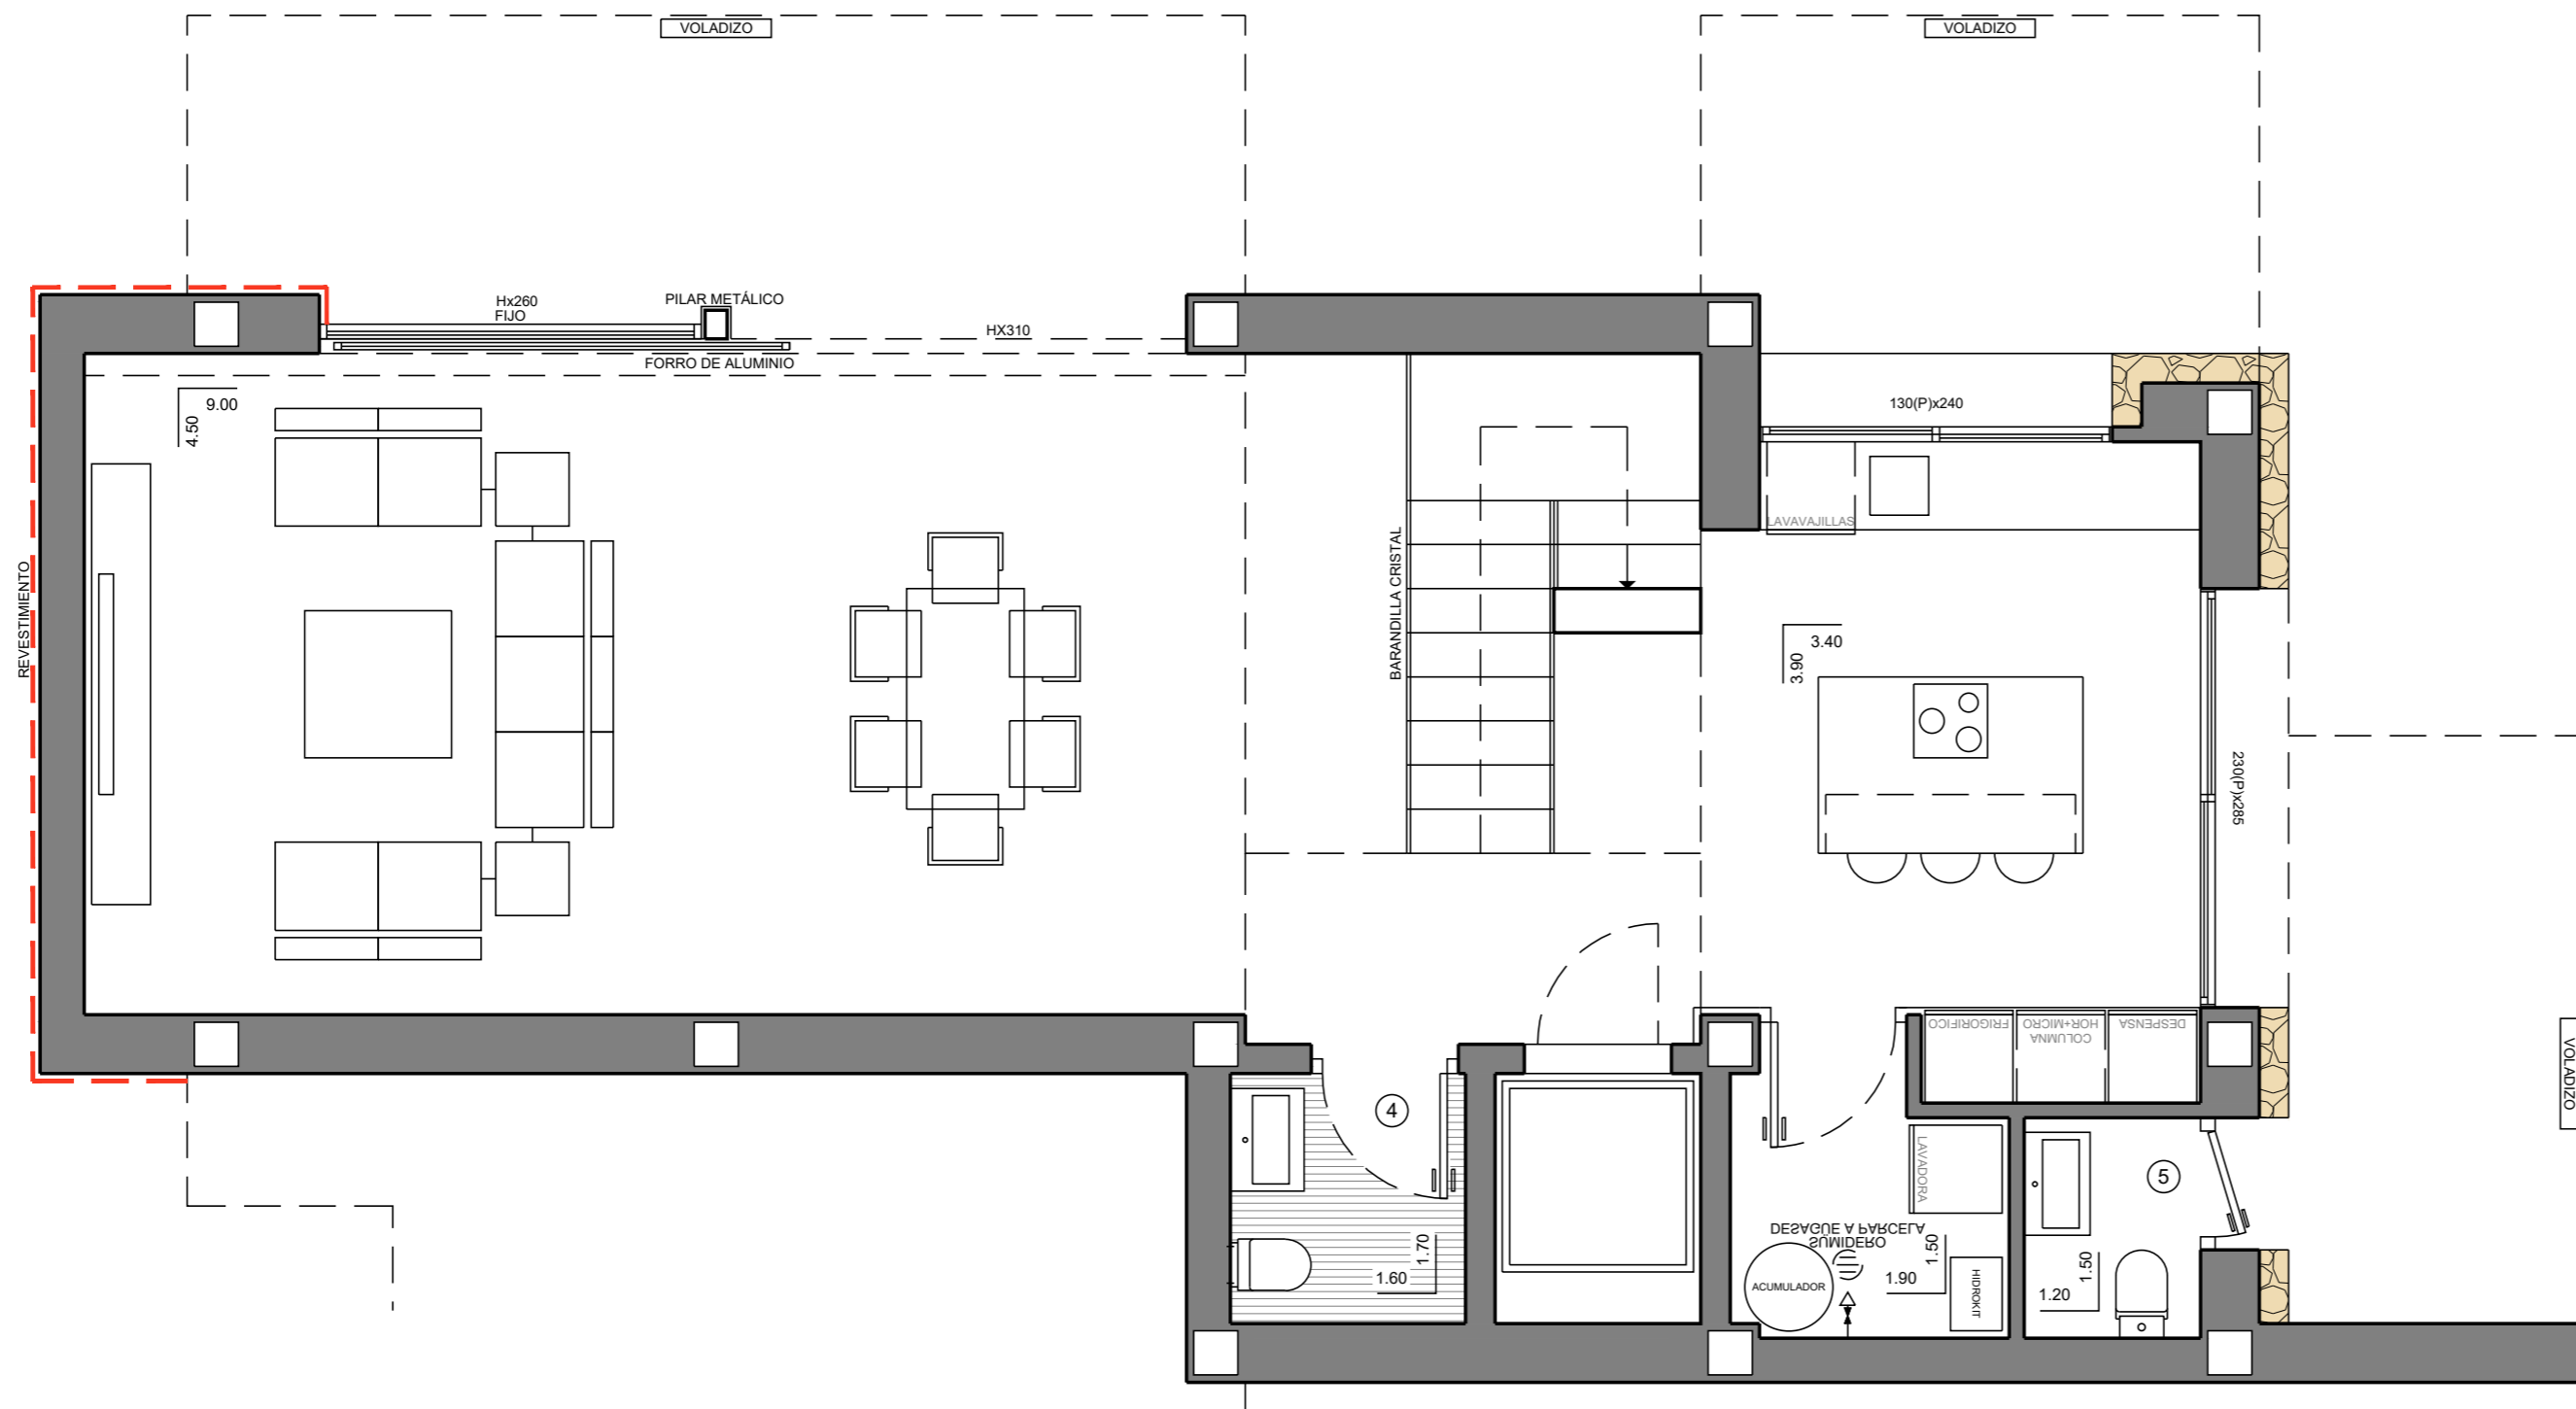 VOLADIZO
VOLADIZO
Hx260
FIJO
PILAR METÁLICO
HX310
FORRO DE ALUMINIO
9.00
4.50
130(P)x240
LAVAVAJILLAS
REVESTIMIENTO
BARANDILLA CRISTAL
3.40
3.90
230(P)x285
FRIGORIFICO
COLUMNA
HOR+MICRO
DESPENSA
VOLADIZO
4
LAVADORA
5
DESAGÜE A PARCELA
SUMIDERO
1.70
1.60
ACUMULADOR
1.50
1.90
HIDROKIT
1.50
1.20